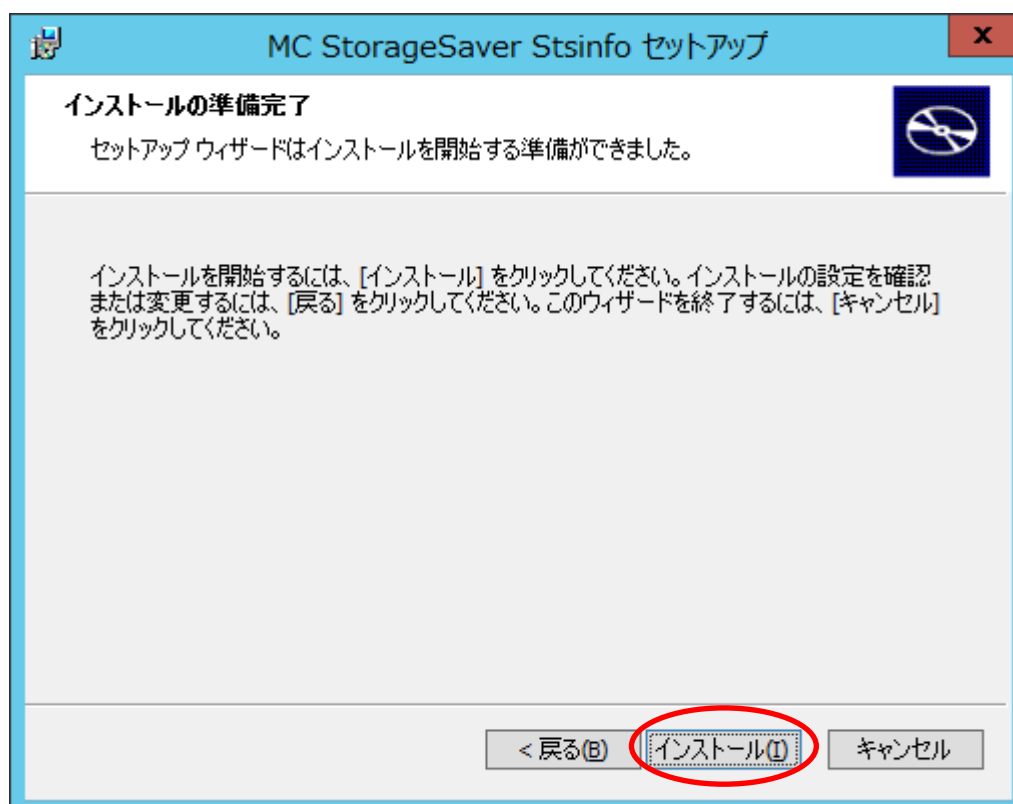 MC StorageSaver Stsinfo セットアップ
x
インストールの準備完了
セットアップ ウィザードはインストールを開始する準備ができました。
インストールを開始するには、[インストール] をクリックしてください。インストールの設定を確認
または変更するには、[戻る] をクリックしてください。このウィザードを終了するには、[キャンセル]
をクリックしてください。
< 戻る(B) インストール(I) キャンセル